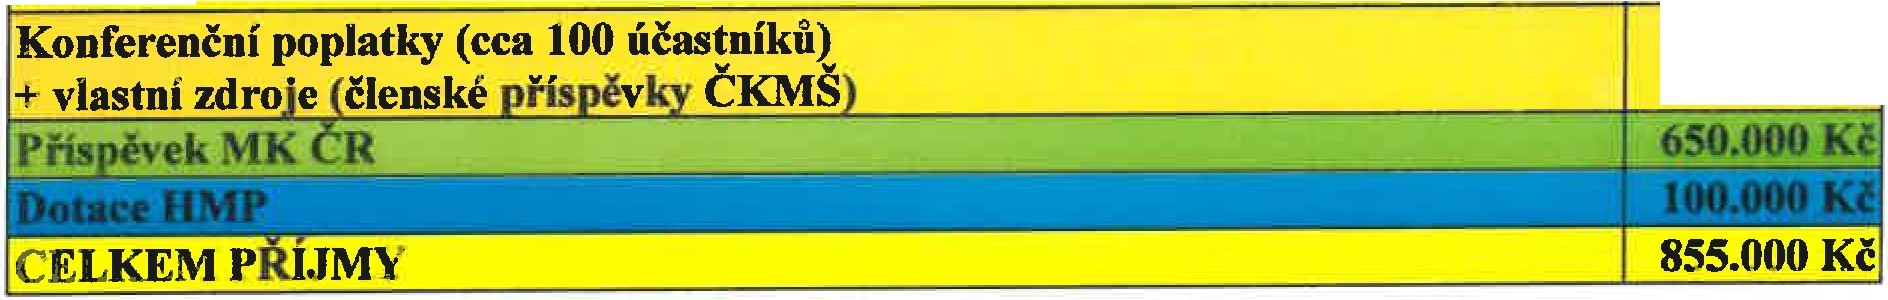 Konferenční poplatky (cca 100 účastníků)
+ vlastní zdroje (členské příspěvky ČKMŠ)
Příspěvek MK ČR 650.000 Kč
Dotace HMP 100.000 Kč
CELKEM PŘÍJMY 855.000 Kč